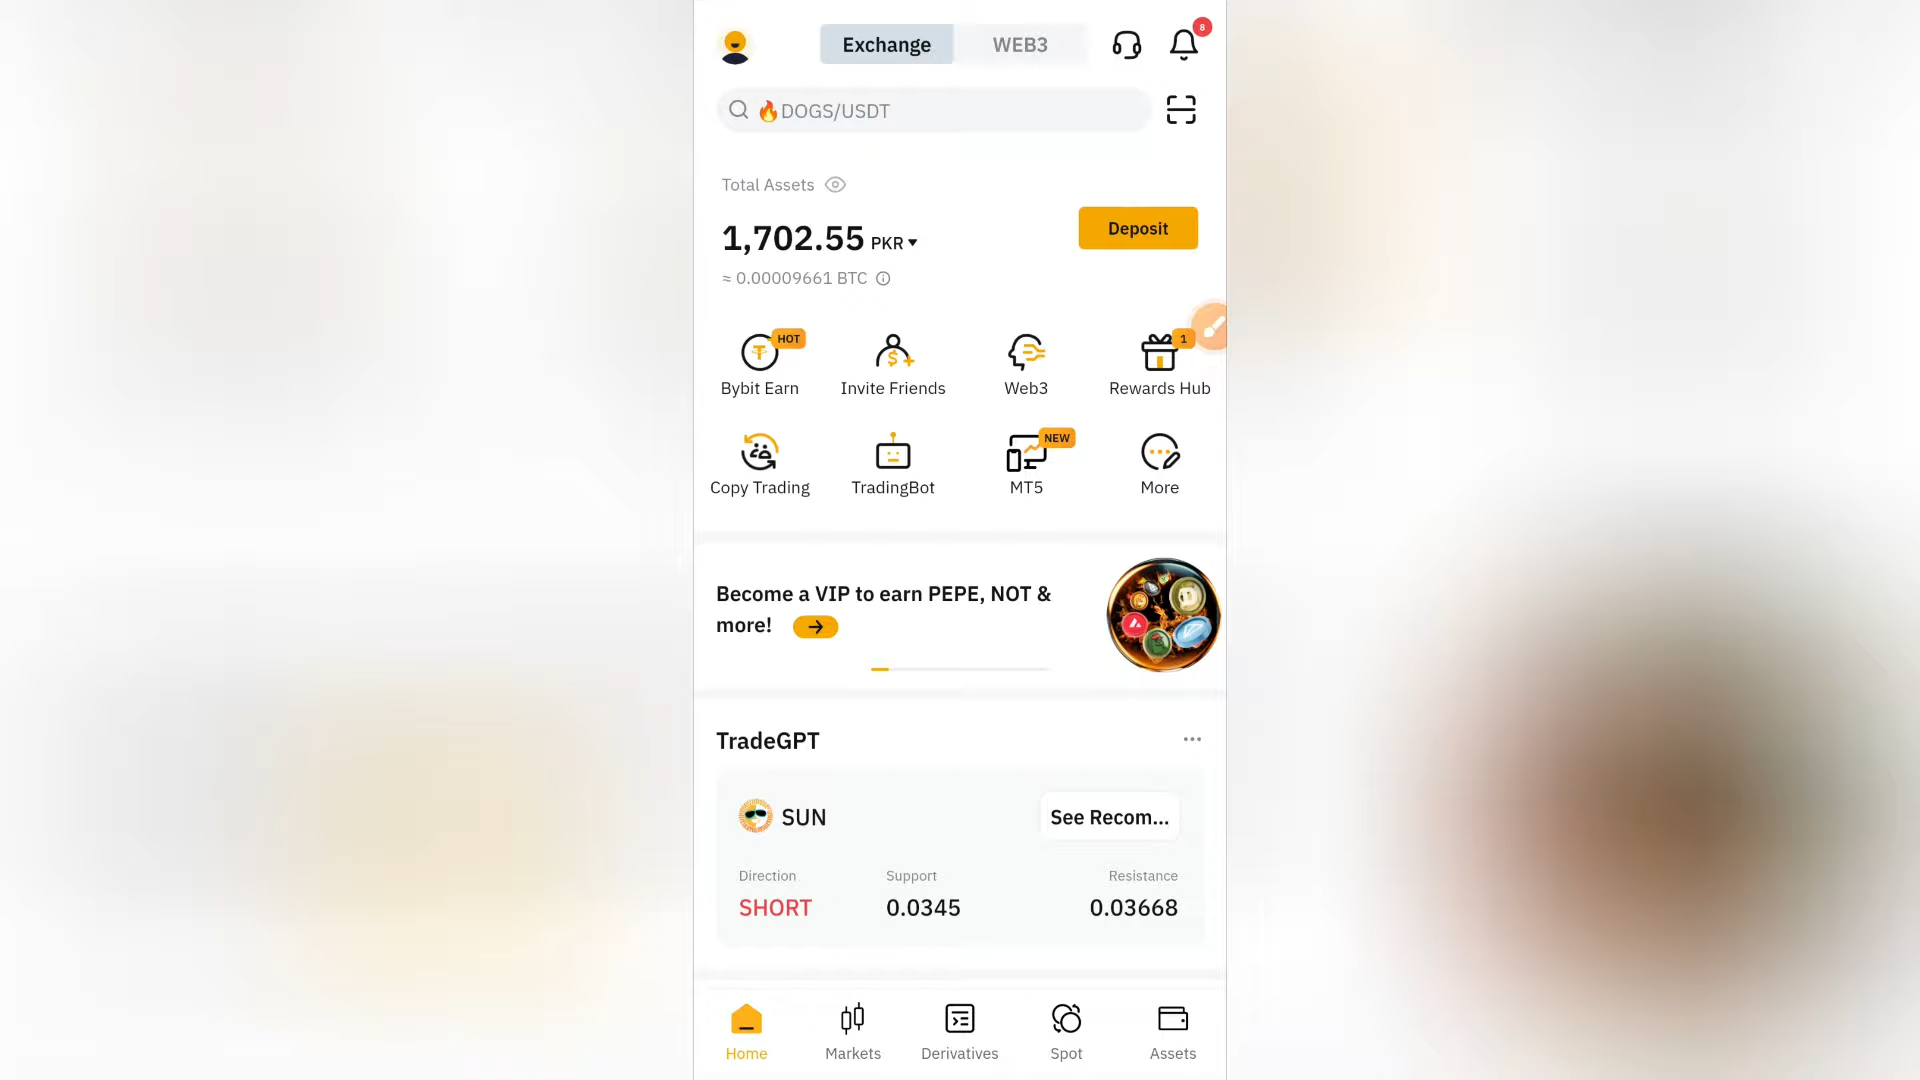 Exchange WEB3 8
🔥DOGS/USDT
Total Assets
1,702.55 PKR
Deposit
≈ 0.00009661 BTC
HOT 1
Bybit Earn Invite Friends Web3 Rewards Hub
NEW
Copy Trading TradingBot MT5 More
Become a VIP to earn PEPE, NOT &
more!
TradeGPT
SUN See Recom...
Direction Support Resistance
SHORT 0.0345 0.03668
Home Markets Derivatives Spot Assets